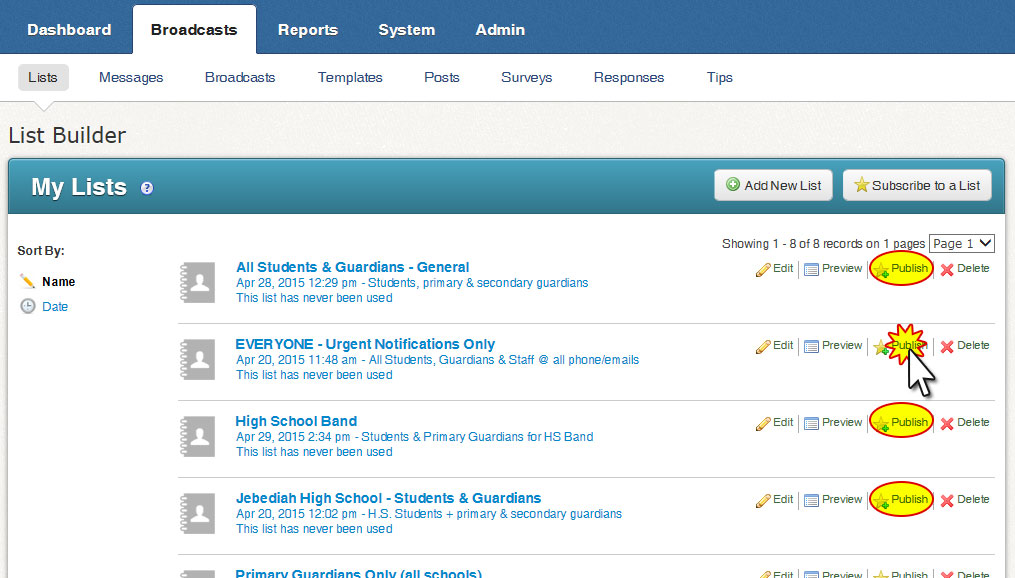 Dashboard Broadcasts Reports System Admin
Lists Messages Broadcasts Templates Posts Surveys Responses Tips
List Builder
My Lists ? Add New List Subscribe to a List
Showing 1 - 8 of 8 records on 1 pages Page 1
Sort By:
Name
Date
All Students & Guardians - General Edit Preview Publish Delete
Apr 28, 2015 12:29 pm - Students, primary & secondary guardians
This list has never been used
EVERYONE - Urgent Notifications Only Edit Preview Publish Delete
Apr 20, 2015 11:48 am - All Students, Guardians & Staff @ all phone/emails
This list has never been used
High School Band Edit Preview Publish Delete
Apr 29, 2015 2:34 pm - Students & Primary Guardians for HS Band
This list has never been used
Jebediah High School - Students & Guardians Edit Preview Publish Delete
Apr 20, 2015 12:02 pm - H.S. Students + primary & secondary guardians
This list has never been used
Primary Guardians Only (all schools) Edit Preview Publish Delete